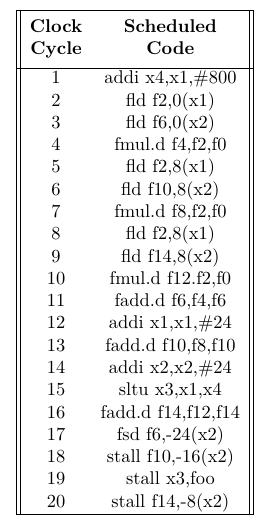 Clock Cycle Scheduled Code
1 addi x4,x1,#800
2 fld f2,0(x1)
3 fld f6,0(x2)
4 fmul.d f4,f2,f0
5 fld f2,8(x1)
6 fld f10,8(x2)
7 fmul.d f8,f2,f0
8 fld f2,8(x1)
9 fld f14,8(x2)
10 fmul.d f12.f2,f0
11 fadd.d f6,f4,f6
12 addi x1,x1,#24
13 fadd.d f10,f8,f10
14 addi x2,x2,#24
15 sltu x3,x1,x4
16 fadd.d f14,f12,f14
17 fsd f6,-24(x2)
18 stall f10,-16(x2)
19 stall x3,foo
20 stall f14,-8(x2)